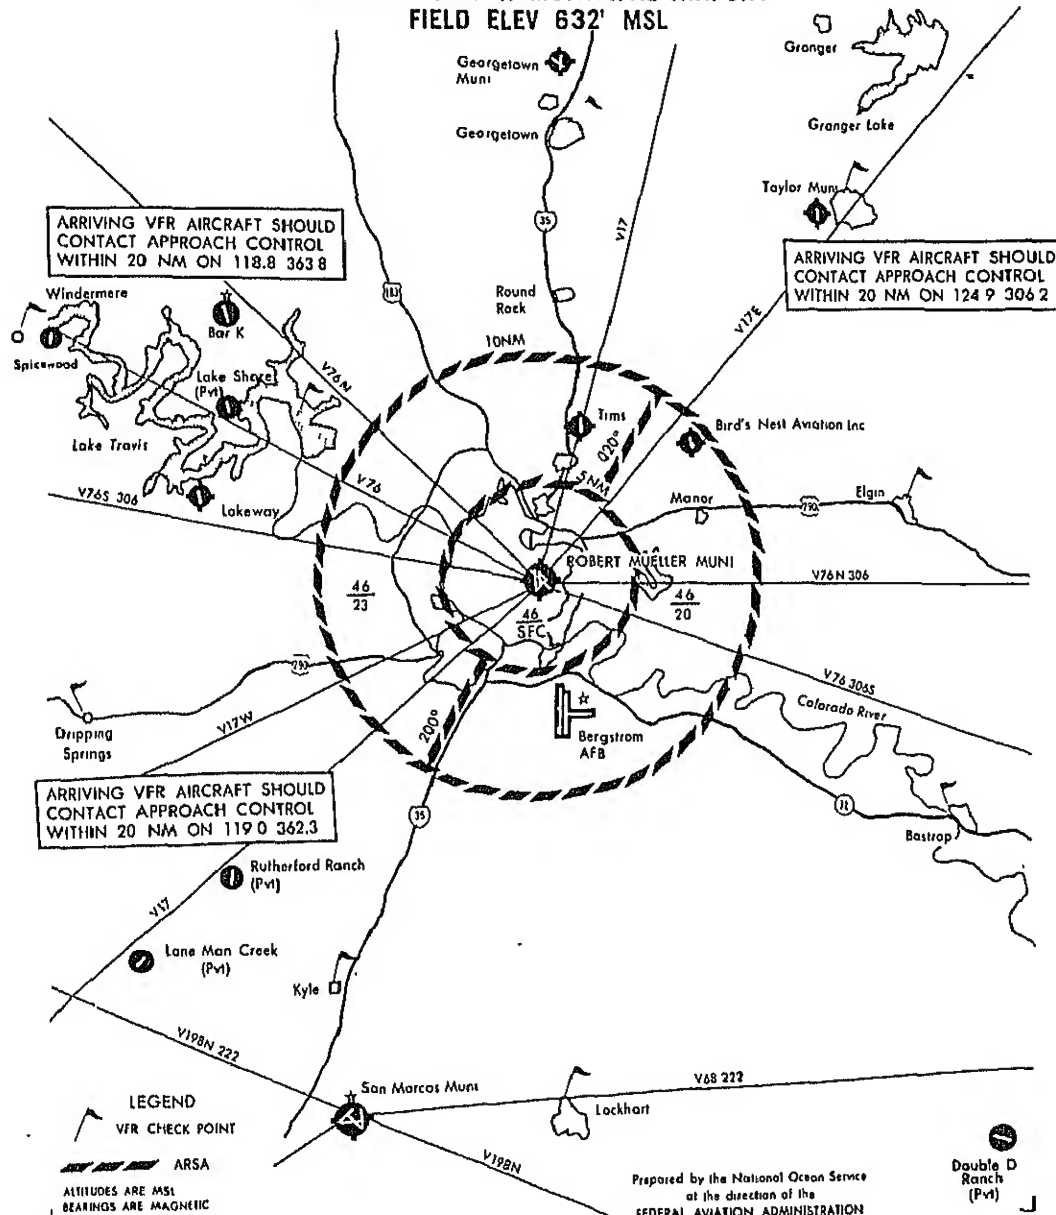 FIELD ELEV 632' MSL
Georgetown
Muni
Georgetown
Granger
Granger Lake
Taylor Muni
ARRIVING VFR AIRCRAFT SHOULD
CONTACT APPROACH CONTROL
WITHIN 20 NM ON 118.8 363 8
35
V17
ARRIVING VFR AIRCRAFT SHOULD
CONTACT APPROACH CONTROL
WITHIN 20 NM ON 124 9 306 2
Windermere
183
Round
Rock
V17E
Spicewood
Bar K
10NM
V76N
Lake Shore
(Pvt)
Tims
Bird's Nest Aviation Inc
Lake Travis
020°
V76
5NM
V76S 306
Lakeway
Manor
290
Elgin
ROBERT MUELLER MUNI
46
23
46
SFC
46
20
V76N 306
290
V76 306S
Colorado River
Dripping
Springs
V17W
200°
Bergstrom
AFB
ARRIVING VFR AIRCRAFT SHOULD
CONTACT APPROACH CONTROL
WITHIN 20 NM ON 119 0 362.3
35
Bastrop
Rutherford Ranch
(Pvt)
V17
Lane Man Creek
(Pvt)
Kyle
V198N 222
San Marcos Muni
V68 222
Lockhart
V198N
LEGEND
VFR CHECK POINT
ARSA
ALTITUDES ARE MSL
BEARINGS ARE MAGNETIC
Prepared by the National Ocean Service
at the direction of the
FEDERAL AVIATION ADMINISTRATION
Double D
Ranch
(Pvt)